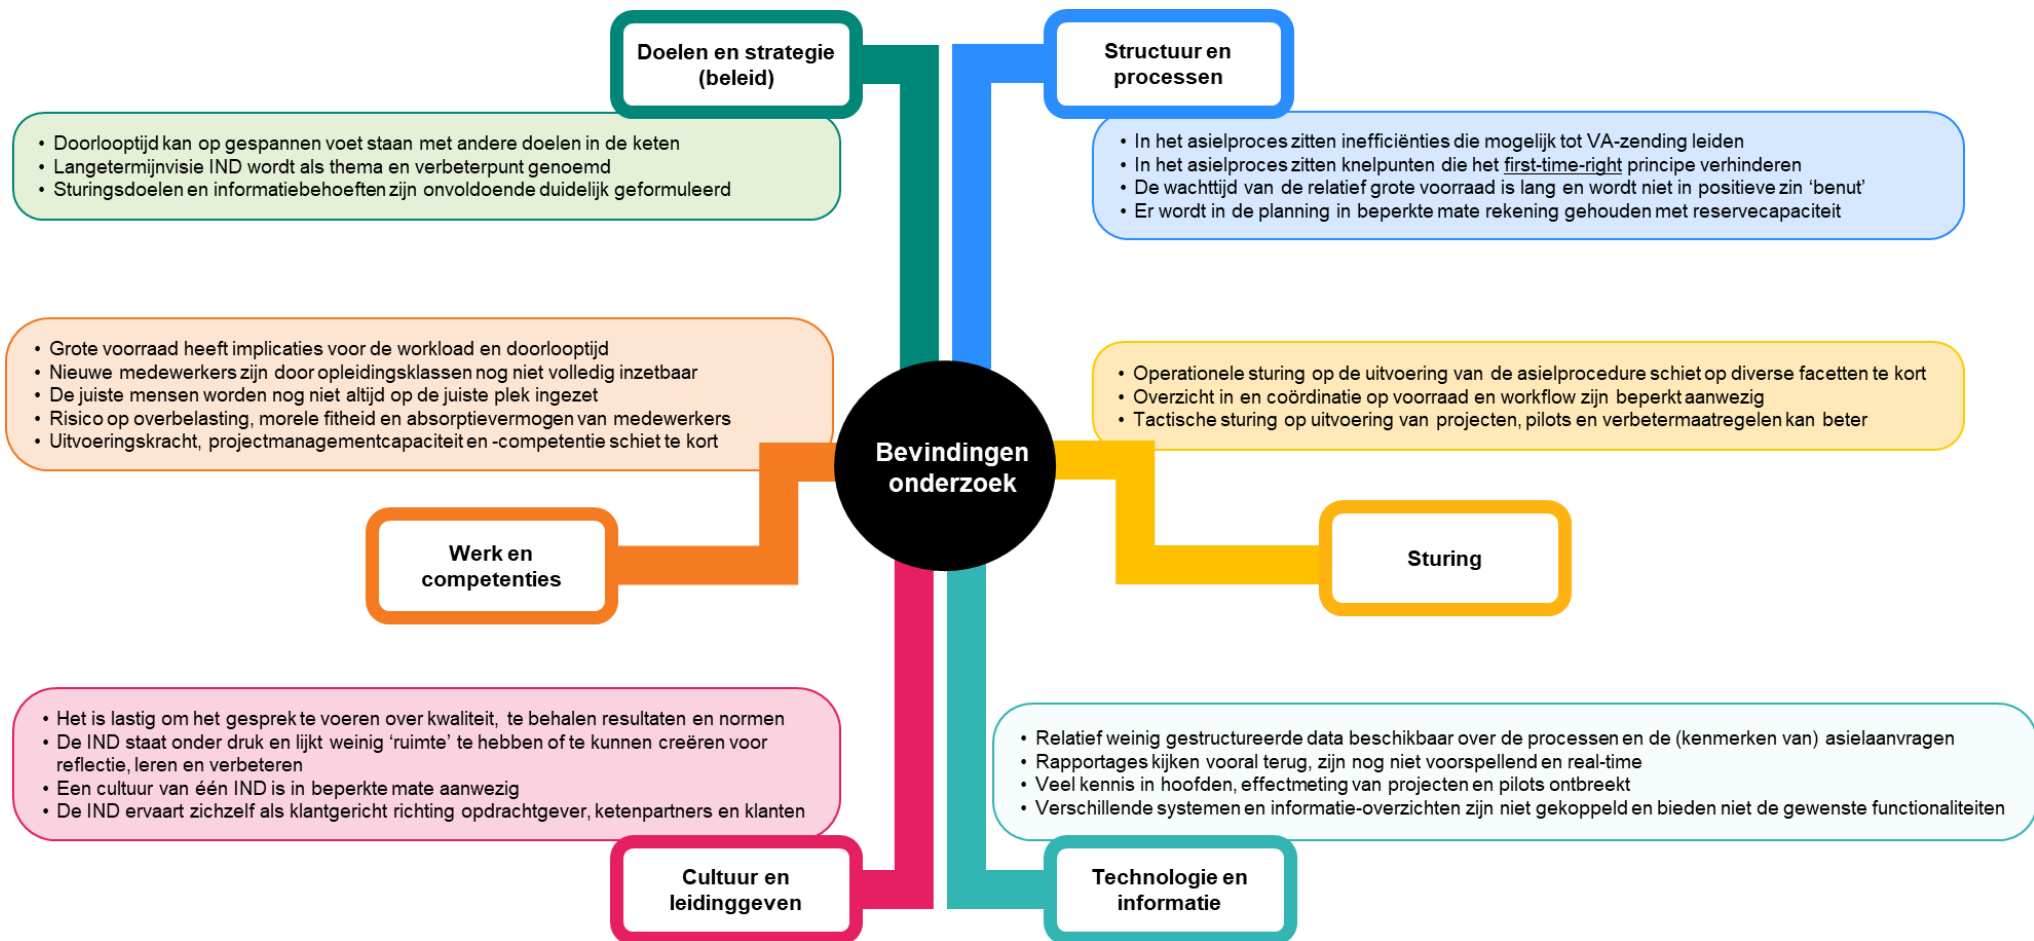 Doelen en strategie
(beleid)
• Doorlooptijd kan op gespannen voet staan met andere doelen in de keten
• Langetermijnvisie IND wordt als thema en verbeterpunt genoemd
• Sturingsdoelen en informatiebehoeften zijn onvoldoende duidelijk geformuleerd
Structuur en
processen
• In het asielproces zitten inefficiënties die mogelijk tot VA-zending leiden
• In het asielproces zitten knelpunten die het first-time-right principe verhinderen
• De wachttijd van de relatief grote voorraad is lang en wordt niet in positieve zin ‘benut’
• Er wordt in de planning in beperkte mate rekening gehouden met reservecapaciteit
• Grote voorraad heeft implicaties voor de workload en doorlooptijd
• Nieuwe medewerkers zijn door opleidingsklassen nog niet volledig inzetbaar
• De juiste mensen worden nog niet altijd op de juiste plek ingezet
• Risico op overbelasting, morele fitheid en absorptievermogen van medewerkers
• Uitvoeringskracht, projectmanagementcapaciteit en -competentie schiet te kort
Werk en
competenties
Bevindingen
onderzoek
• Operationele sturing op de uitvoering van de asielprocedure schiet op diverse facetten te kort
• Overzicht in en coördinatie op voorraad en workflow zijn beperkt aanwezig
• Tactische sturing op uitvoering van projecten, pilots en verbetermaatregelen kan beter
Sturing
• Het is lastig om het gesprek te voeren over kwaliteit, te behalen resultaten en normen
• De IND staat onder druk en lijkt weinig ‘ruimte’ te hebben of te kunnen creëren voor
reflectie, leren en verbeteren
• Een cultuur van één IND is in beperkte mate aanwezig
• De IND ervaart zichzelf als klantgericht richting opdrachtgever, ketenpartners en klanten
Cultuur en
leidinggeven
• Relatief weinig gestructureerde data beschikbaar over de processen en de (kenmerken van) asielaanvragen
• Rapportages kijken vooral terug, zijn nog niet voorspellend en real-time
• Veel kennis in hoofden, effectmeting van projecten en pilots ontbreekt
• Verschillende systemen en informatie-overzichten zijn niet gekoppeld en bieden niet de gewenste functionaliteiten
Technologie en
informatie